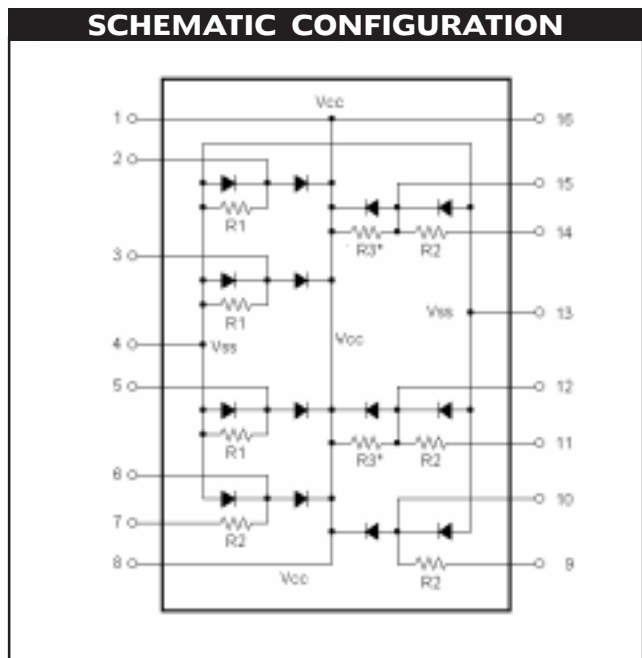 SCHEMATIC CONFIGURATION
Vcc
1
16
2
15
R1
14
R3*
R2
3
R1
Vss
13
4
Vss
Vcc
5
12
R1
11
R3*
R2
6
10
7
R2
8
9
Vcc
R2